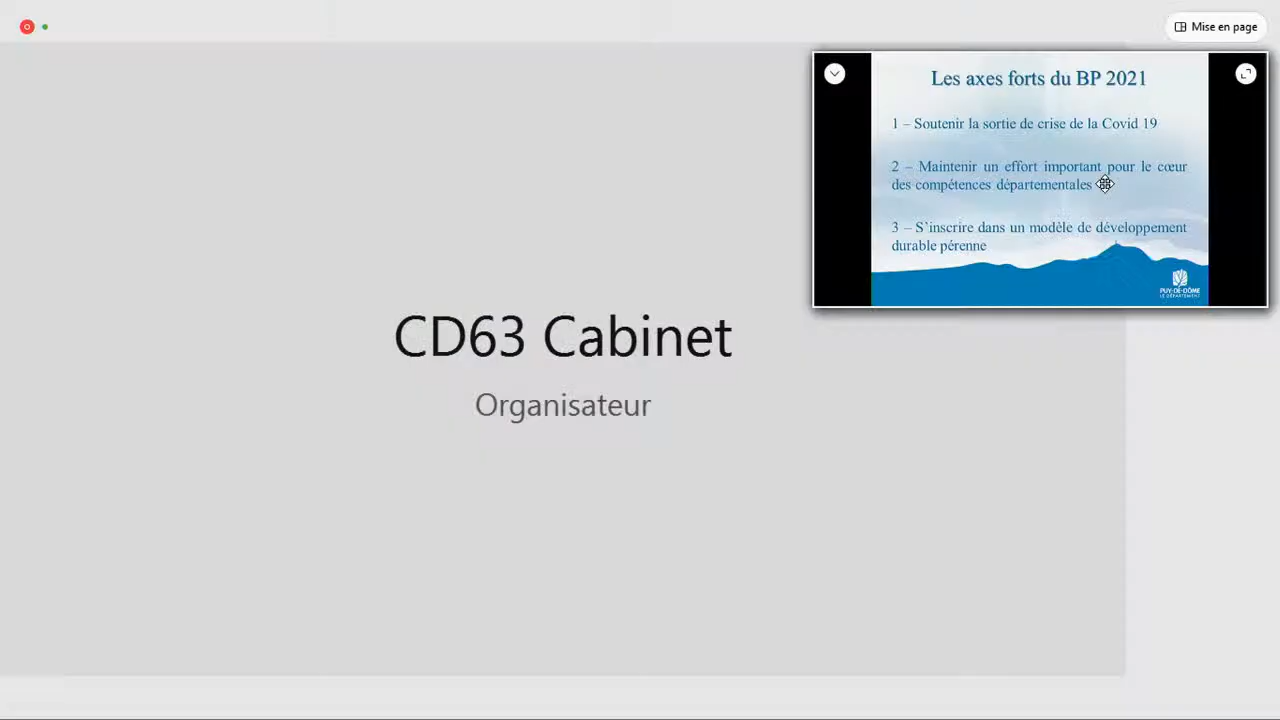 Mise en page
Les axes forts du BP 2021
1 – Soutenir la sortie de crise de la Covid 19
2 – Maintenir un effort important pour le cœur
des compétences départementales
3 – S’inscrire dans un modèle de développement
durable pérenne
PUY-DE-DÔME
LE DÉPARTEMENT
CD63 Cabinet
Organisateur